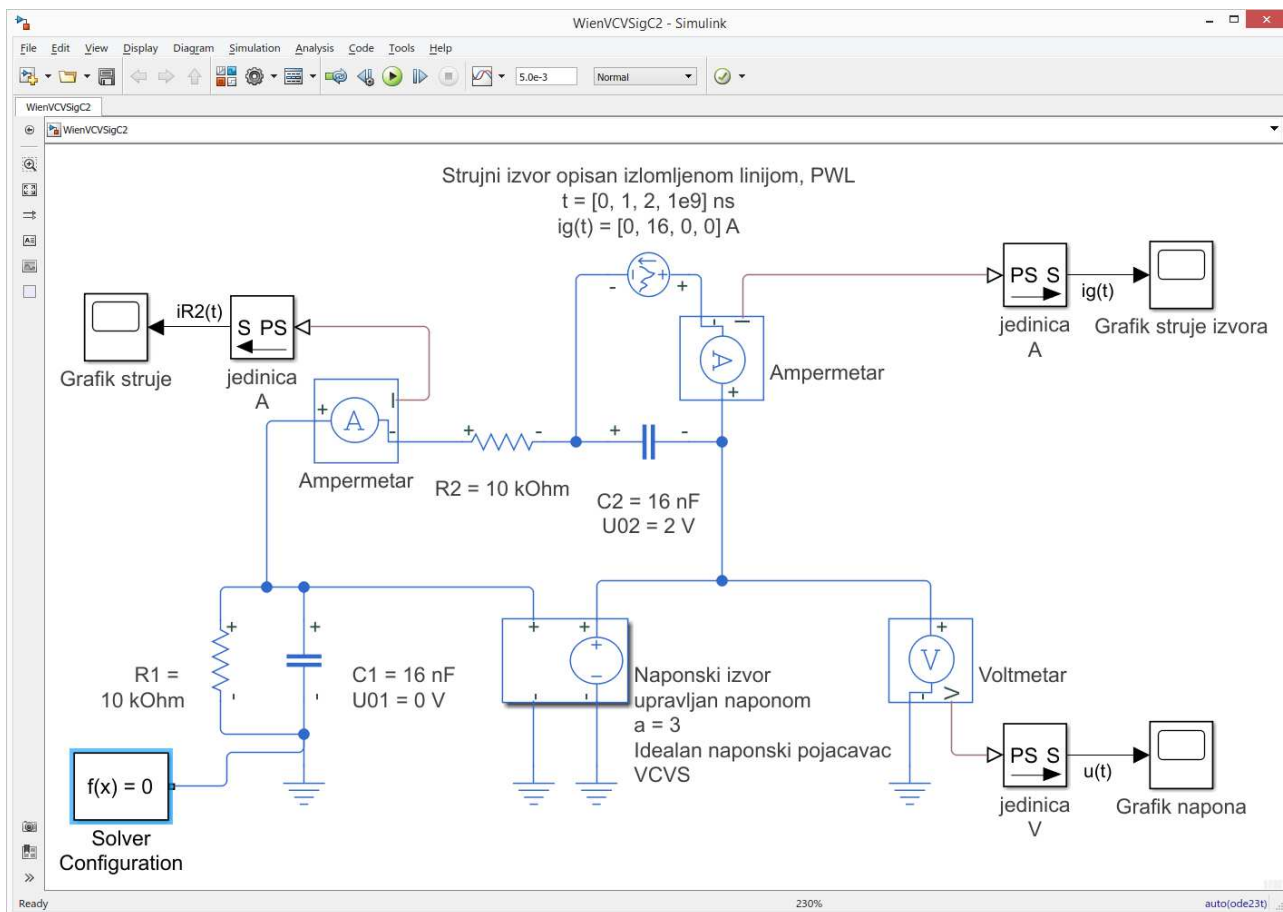 WienVCVSigC2 - Simulink
File Edit View Display Diagram Simulation Analysis Code Tools Help
5.0e-3
Normal
WienVCVSigC2
WienVCVSigC2
Strujni izvor opisan izlomljenom linijom, PWL
t = [0, 1, 2, 1e9] ns
ig(t) = [0, 16, 0, 0] A
- +
PS S
ig(t)
jedinica
A
Grafik struje izvora
iR2(t)
S PS
Grafik struje
jedinica
A
- I
A
+
Ampermetar
+ A I -
Ampermetar
+ -
R2 = 10 kOhm
+ -
C2 = 16 nF
U02 = 2 V
+ -
R1 =
10 kOhm
+ -
C1 = 16 nF
U01 = 0 V
+ + + -
- -
Naponski izvor
upravljan naponom
a = 3
Idealan naponski pojacavac
VCVS
+
V
- V
Voltmetar
PS S
u(t)
jedinica
V
Grafik napona
f(x) = 0
Solver
Configuration
Ready
230%
auto(ode23t)